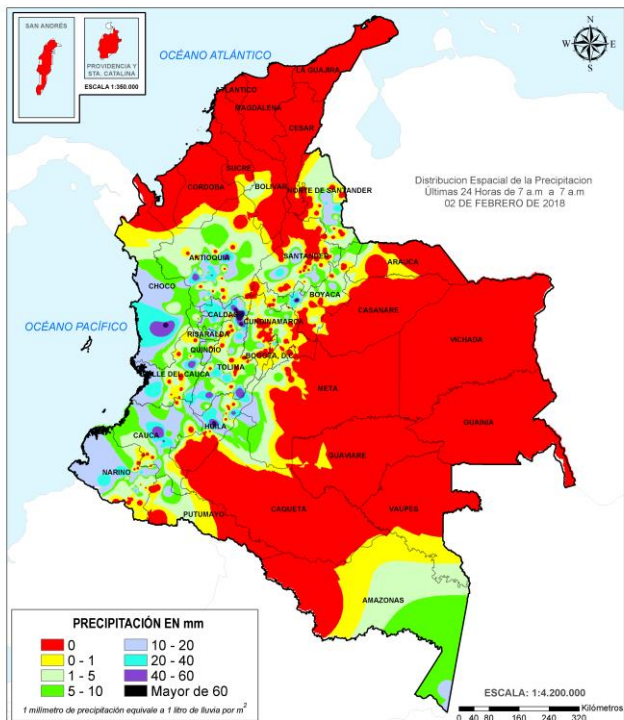 SAN ANDRÉS
PROVIDENCIA Y
STA. CATALINA
ESCALA 1:350.000
OCÉANO ATLÁNTICO
N
W E
S
LA GUAJIRA
ATLANTICO
MAGDALENA
CESAR
SUCRE
CORDOBA
BOLIVAR
NORTE DE SANTANDER
Distribucion Espacial de la Precipitacion
Últimas 24 Horas de 7 a.m a 7 a.m
02 DE FEBRERO DE 2018
ANTIOQUIA
SANTANDER
ARAUCA
CHOCO
BOYACA
CASANARE
OCÉANO PACÍFICO
CALDAS
CUNDINAMARCA
VICHADA
RISARALDA
QUINDIO
BOGOTA, D.C.
TOLIMA
VALLE DEL CAUCA
META
GUAINIA
HUILA
CAUCA
GUAVIARE
NARIÑO
CAQUETA
VAUPES
PUTUMAYO
AMAZONAS
PRECIPITACIÓN EN mm
0 10 - 20
0 - 1 20 - 40
1 - 5 40 - 60
5 - 10 Mayor de 60
1 milimetro de precipitación equivale a 1 litro de lluvia por m²
ESCALA: 1:4.200.000
Kilómetros
0 40 80 160 240 320